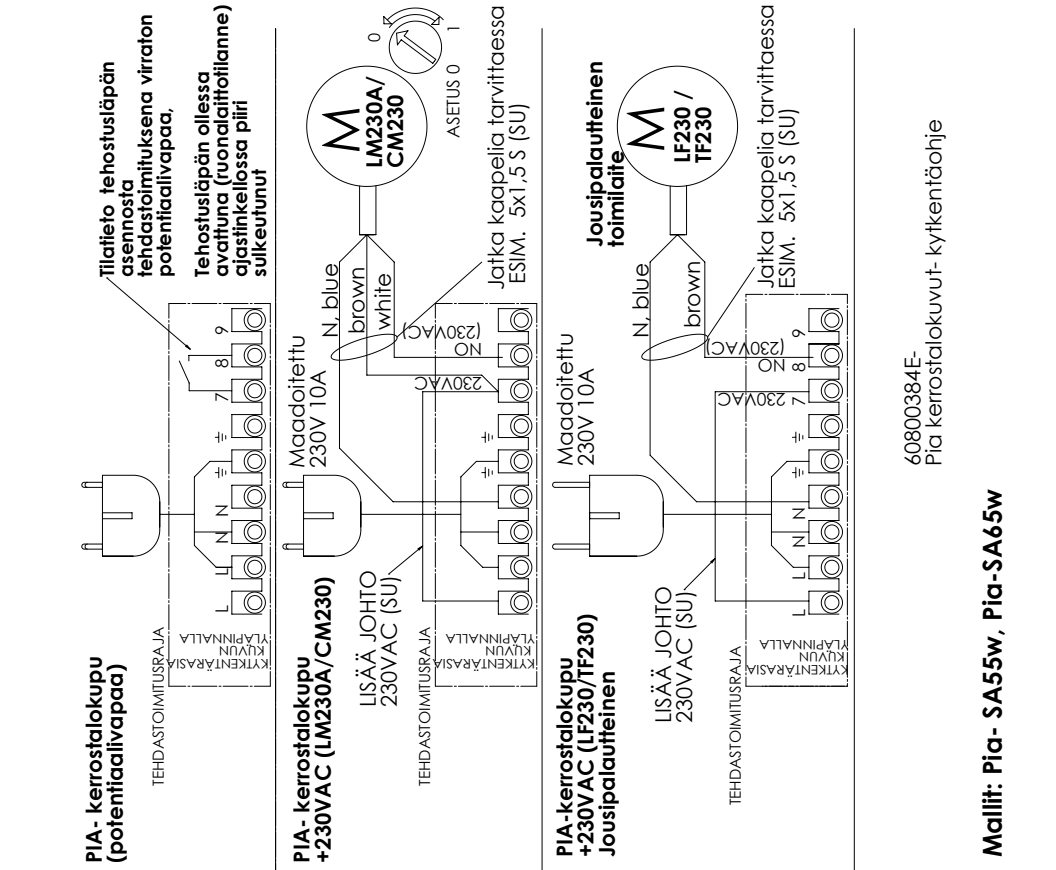 PIA- kerrostalokupu
(potentiaalivapaa)
TEHDASTOIMITUSRAJA
KYTKENTÄRASIA
KUVUN
YLÄPINNALLA
L
L
N
N
7
8
9
Tilatieto tehostusläpän
asennosta
tehdastoimituksena virraton
potentiaalivapaa,
Tehostusläpän ollessa
avattuna (ruonalaittotilanne)
ajastinkellossa piiri
sulkeutunut
PIA- kerrostalokupu
+230VAC (LM230A/CM230)
TEHDASTOIMITUSRAJA
LISÄÄ JOHTO
230VAC (SU)
KYTKENTÄRASIA
KUVUN
YLÄPINNALLA
Maadoitettu
230V 10A
230VAC
NO
(230VAC)
N, blue
brown
white
M
LM230A/
CM230
0
1
ASETUS 0
Jatka kaapelia tarvittaessa
ESIM. 5x1,5 S (SU)
PIA-kerrostalokupu
+230VAC (LF230/TF230)
Jousipalautteinen
TEHDASTOIMITUSRAJA
LISÄÄ JOHTO
230VAC (SU)
KYTKENTÄRASIA
KUVUN
YLÄPINNALLA
Maadoitettu
230V 10A
L
L
N
N
7
8
9
230VAC
NO
(230VAC)
N, blue
brown
Jousipalautteinen
toimilaite
M
LF230 /
TF230
Jatka kaapelia tarvittaessa
ESIM. 5x1,5 S (SU)
60800384E-
Pia kerrostalokuvut- kytkentäohje
Mallit: Pia- SA55w, Pia-SA65w